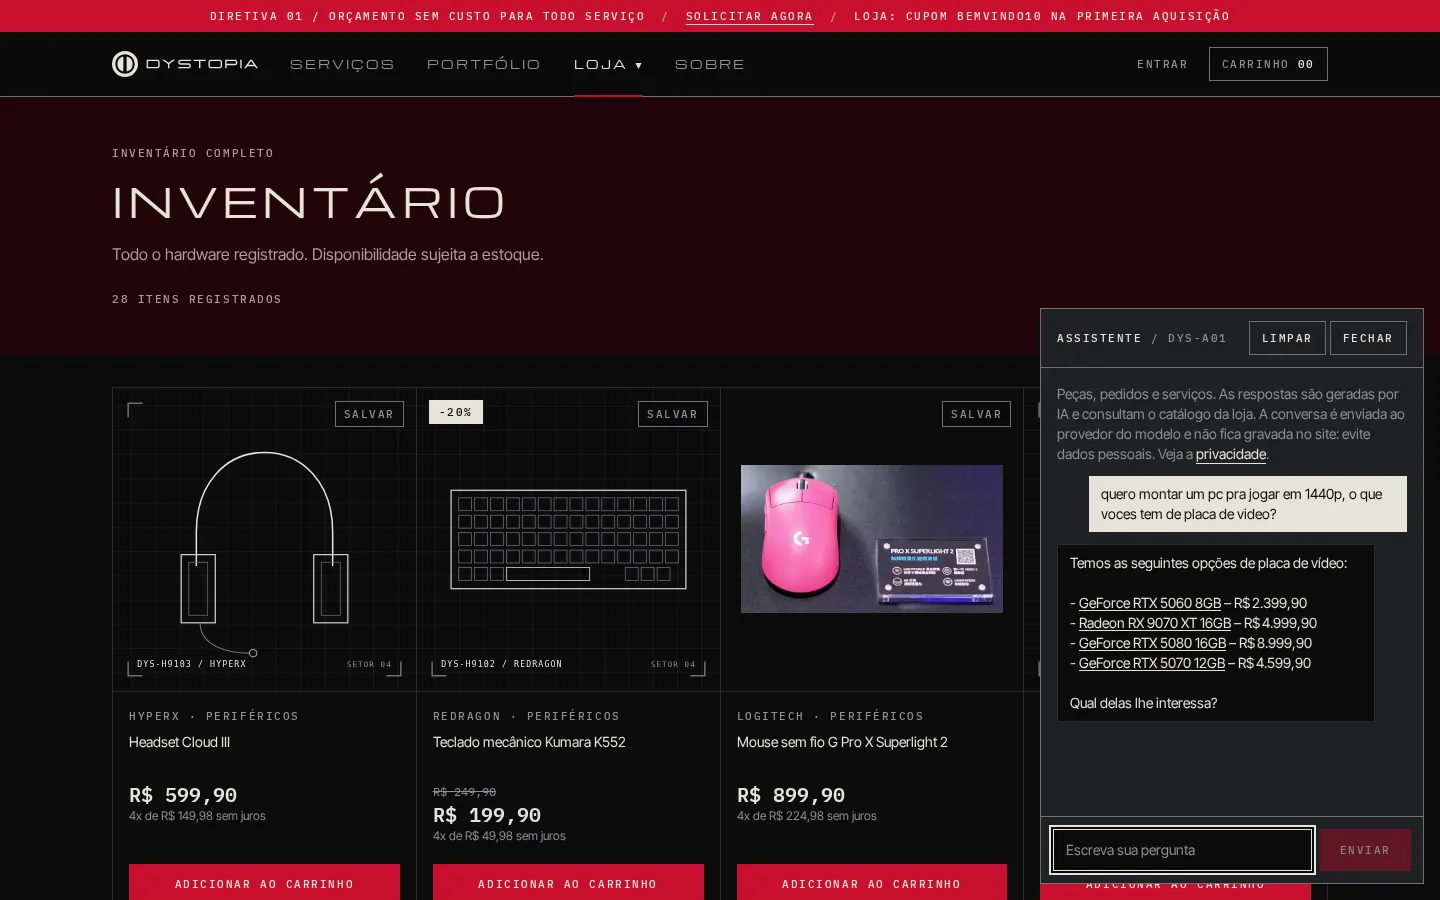 DIRETIVA 01 / ORÇAMENTO SEM CUSTO PARA TODO SERVIÇO / SOLICITAR AGORA / LOJA: CUPOM BEMVINDO10 NA PRIMEIRA AQUISIÇÃO
DYSTOPIA SERVIÇOS PORTFÓLIO LOJA ▾ SOBRE ENTRAR CARRINHO 00
INVENTÁRIO COMPLETO
INVENTÁRIO
Todo o hardware registrado. Disponibilidade sujeita a estoque.
28 ITENS REGISTRADOS
SALVAR
DYS-H9103 / HYPERX SETOR 04
HYPERX · PERIFÉRICOS
Headset Cloud III
R$ 599,90
4x de R$ 149,98 sem juros
ADICIONAR AO CARRINHO
-20% SALVAR
DYS-H9102 / REDRAGON SETOR 04
REDRAGON · PERIFÉRICOS
Teclado mecânico Kumara K552
R$ 249,90
R$ 199,90
4x de R$ 49,98 sem juros
ADICIONAR AO CARRINHO
SALVAR
PRO X SUPERLIGHT 2
LOGITECH · PERIFÉRICOS
Mouse sem fio G Pro X Superlight 2
R$ 899,90
4x de R$ 224,98 sem juros
ADICIONAR AO CARRINHO
ADICIONAR AO CARRINHO
ASSISTENTE / DYS-A01 LIMPAR FECHAR
Peças, pedidos e serviços. As respostas são geradas por
IA e consultam o catálogo da loja. A conversa é enviada ao
provedor do modelo e não fica gravada no site: evite
dados pessoais. Veja a privacidade.
quero montar um pc pra jogar em 1440p, o que
voces tem de placa de video?
Temos as seguintes opções de placa de vídeo:
- GeForce RTX 5060 8GB – R$ 2.399,90
- Radeon RX 9070 XT 16GB – R$ 4.999,90
- GeForce RTX 5080 16GB – R$ 8.999,90
- GeForce RTX 5070 12GB – R$ 4.599,90
Qual delas lhe interessa?
Escreva sua pergunta ENVIAR